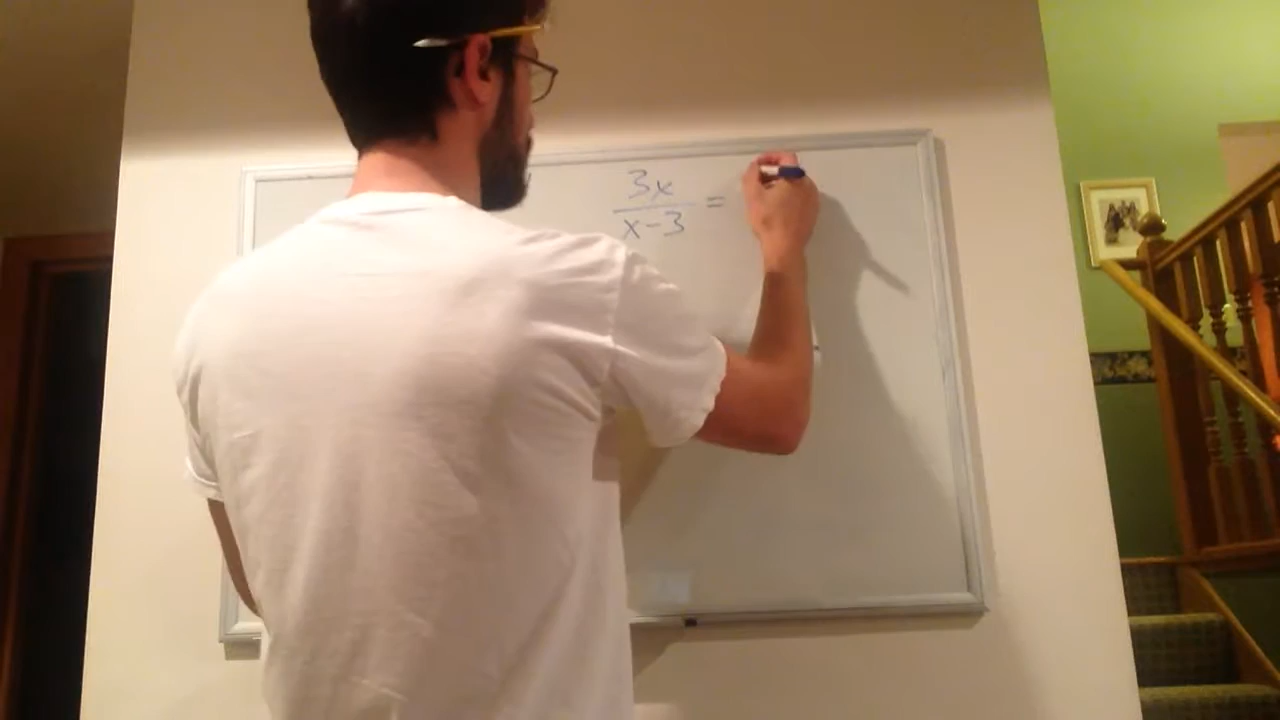 3x
x-3 =